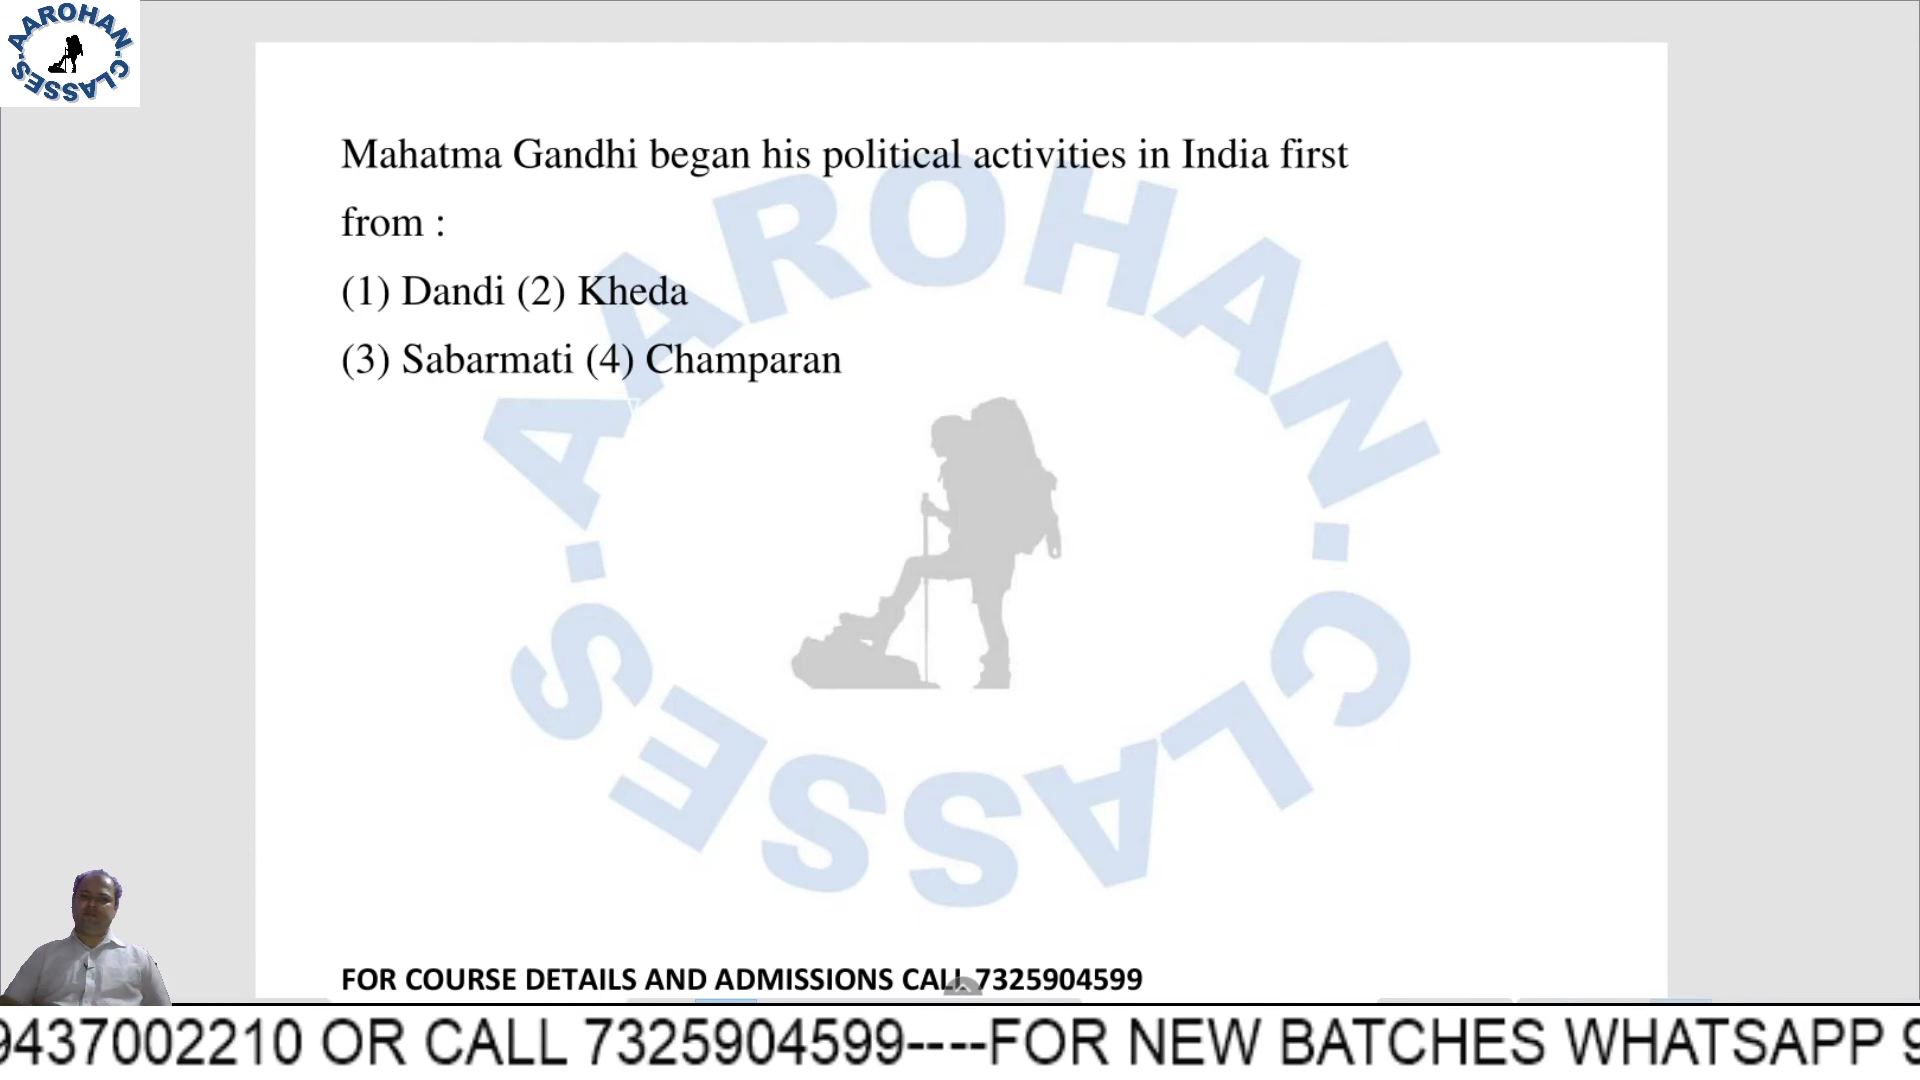 AAROHAN.CLASSES.
Mahatma Gandhi began his political activities in India first
from :
(1) Dandi (2) Kheda
(3) Sabarmati (4) Champaran
AAROHAN.CLASSES.
FOR COURSE DETAILS AND ADMISSIONS CALL 7325904599
9437002210 OR CALL 7325904599----FOR NEW BATCHES WHATSAPP 9